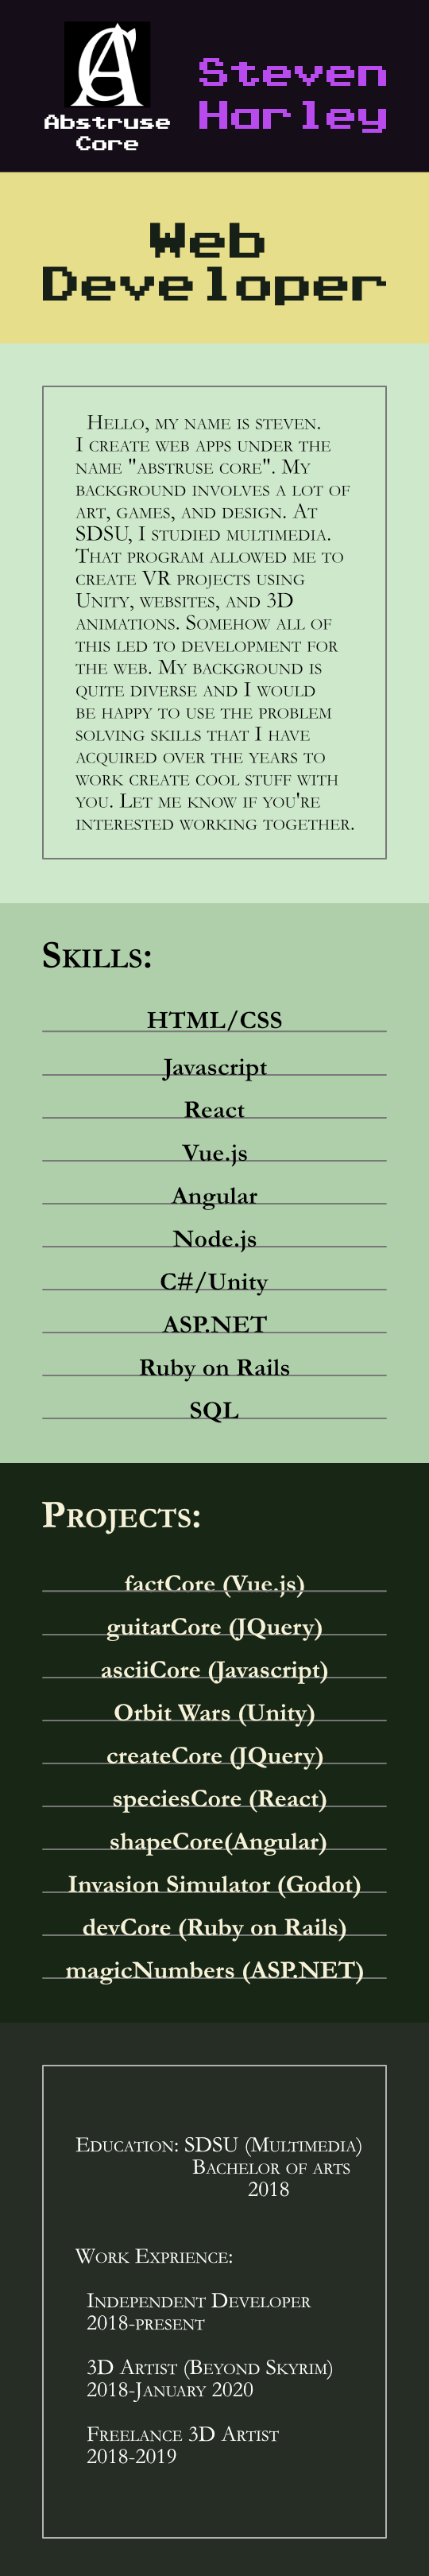 A
Abstruse
Core
Steven
Harley
Web
Developer
Hello, my name is steven.
I create web apps under the
name "abstruse core". My
background involves a lot of
art, games, and design. At
SDSU, I studied multimedia.
That program allowed me to
create VR projects using
Unity, websites, and 3D
animations. Somehow all of
this led to development for
the web. My background is
quite diverse and I would
be happy to use the problem
solving skills that I have
acquired over the years to
work create cool stuff with
you. Let me know if you're
interested working together.
Skills:
HTML/CSS
Javascript
React
Vue.js
Angular
Node.js
C#/Unity
ASP.NET
Ruby on Rails
SQL
Projects:
factCore (Vue.js)
guitarCore (JQuery)
asciiCore (Javascript)
Orbit Wars (Unity)
createCore (JQuery)
speciesCore (React)
shapeCore(Angular)
Invasion Simulator (Godot)
devCore (Ruby on Rails)
magicNumbers (ASP.NET)
Education: SDSU (Multimedia)
Bachelor of arts
2018
Work Exprience:
Independent Developer
2018-present
3D Artist (Beyond Skyrim)
2018-January 2020
Freelance 3D Artist
2018-2019